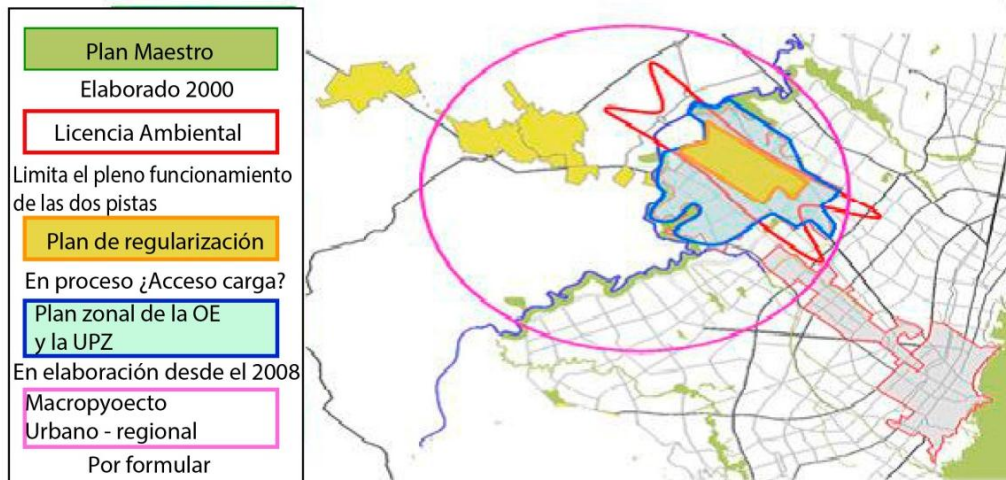 Plan Maestro
Elaborado 2000
Licencia Ambiental
Limita el pleno funcionamiento
de las dos pistas
Plan de regularización
En proceso ¿Acceso carga?
Plan zonal de la OE
y la UPZ
En elaboración desde el 2008
Macropyoecto
Urbano - regional
Por formular